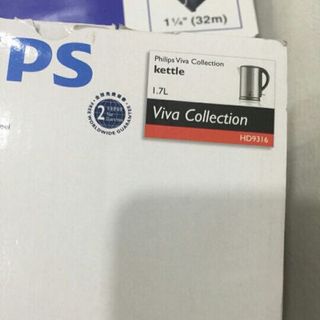 1¼" (32m)
PS
Philips Viva Collection
kettle
1.7L
Viva Collection
HD9316
2
WORLDWIDE GUARANTEE